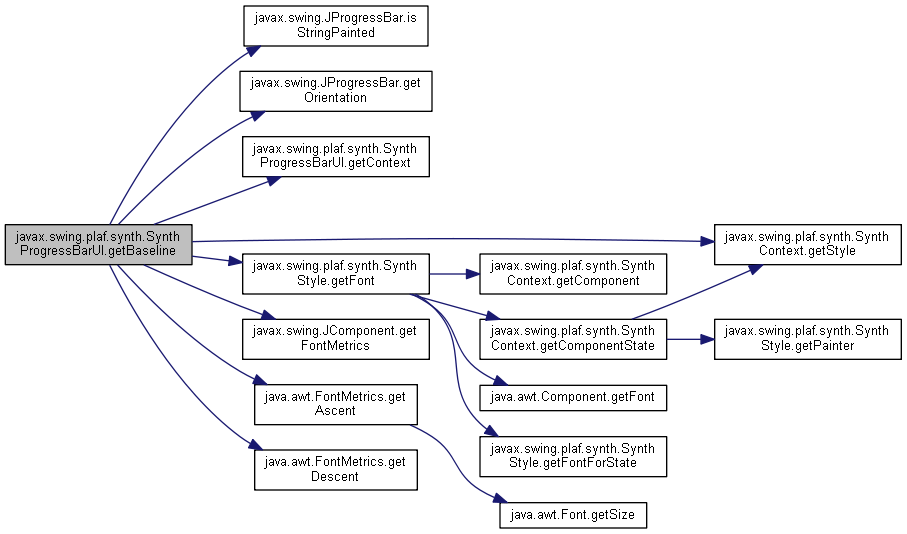 javax.swing.JProgressBar.is
StringPainted
javax.swing.JProgressBar.get
Orientation
javax.swing.plaf.synth.Synth
ProgressBarUI.getContext
javax.swing.plaf.synth.Synth
ProgressBarUI.getBaseline
javax.swing.plaf.synth.Synth
Style.getFont
javax.swing.JComponent.get
FontMetrics
java.awt.FontMetrics.get
Ascent
java.awt.FontMetrics.get
Descent
javax.swing.plaf.synth.Synth
Context.getComponent
javax.swing.plaf.synth.Synth
Context.getComponentState
java.awt.Component.getFont
javax.swing.plaf.synth.Synth
Style.getFontForState
java.awt.Font.getSize
javax.swing.plaf.synth.Synth
Context.getStyle
javax.swing.plaf.synth.Synth
Style.getPainter